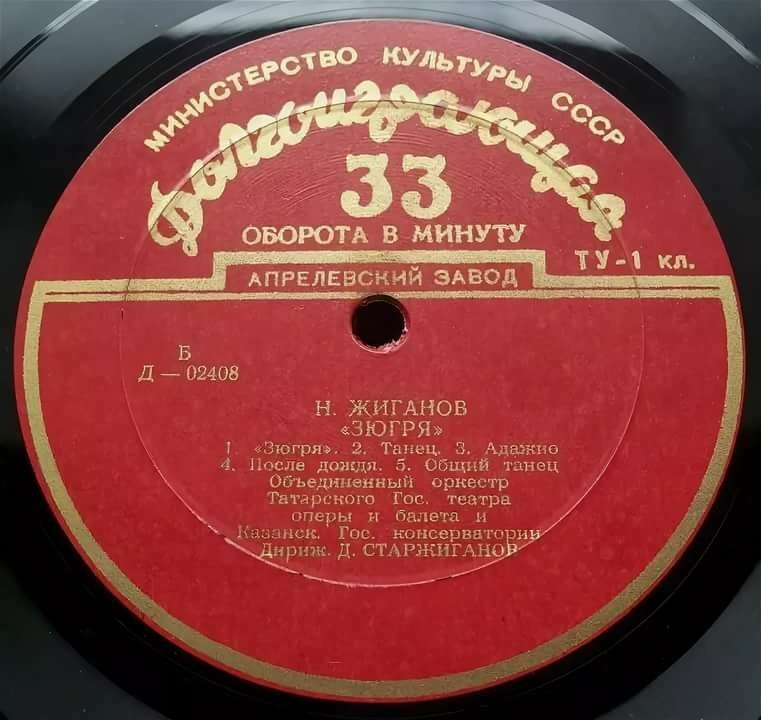 МИНИСТЕРСТВО КУЛЬТУРЫ СССР
Долгоиграющая
33
ОБОРОТА В МИНУТУ
ТУ-1 кл.
АПРЕЛЕВСКИЙ ЗАВОД
Б
Д — 02408
Н. ЖИГАНОВ
«ЗЮГРЯ»
1. «Зюгря». 2. Танец. 3. Адажио
4. После дождя. 5. Общий танец
Объединенный оркестр
Татарского Гос. театра
оперы и балета и
Казанск. Гос. консерватории
Дириж. Д. СТАРЖИГАНОВ